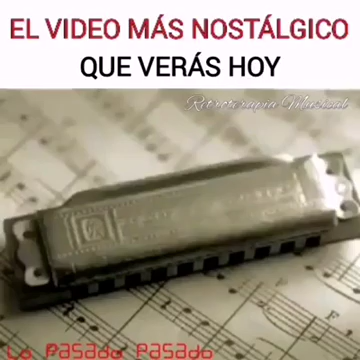 EL VIDEO MÁS NOSTÁLGICO
QUE VERÁS HOY
Retroterapia Musical
Lo Pasado Pasado